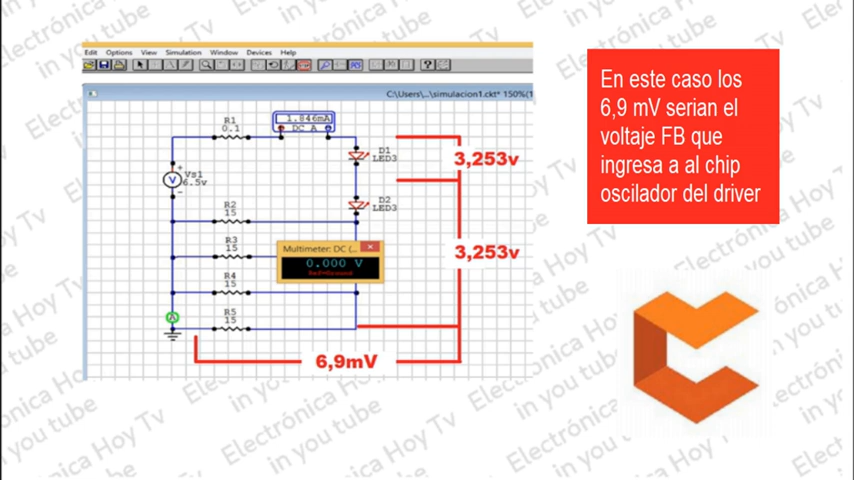 Edit Options View Simulation Window Devices Help
C:\Users\...\simulacion1.ckt* 150%(1
R1
0.1
1.846mA
DC A
D1
LED3
3,253v
Vs1
6.5v
D2
LED3
R2
15
R3
15
Multimeter: DC (...
0.000 V
3,253v
R4
15
R5
15
6,9mV
En este caso los
6,9 mV serian el
voltaje FB que
ingresa a al chip
oscilador del driver
Electrónica Hoy Tv
in you tube